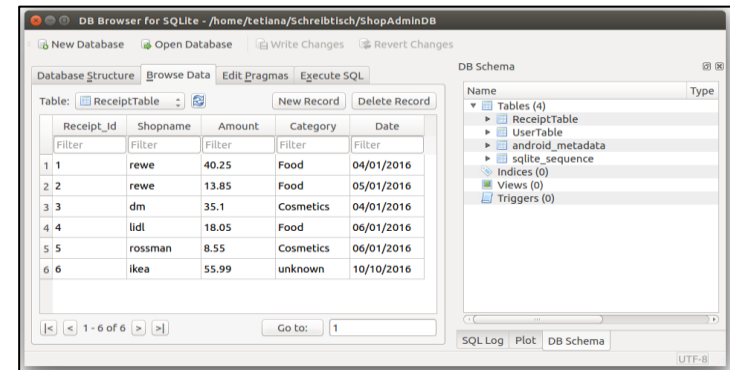 DB Browser for SQLite - /home/tetiana/Schreibtisch/ShopAdminDB
New Database Open Database Write Changes Revert Changes
Database Structure Browse Data Edit Pragmas Execute SQL
Table: ReceiptTable New Record Delete Record
Receipt_Id Shopname Amount Category Date
Filter Filter Filter Filter Filter
1 1 rewe 40.25 Food 04/01/2016
2 2 rewe 13.85 Food 05/01/2016
3 3 dm 35.1 Cosmetics 04/01/2016
4 4 lidl 18.05 Food 06/01/2016
5 5 rossman 8.55 Cosmetics 06/01/2016
6 6 ikea 55.99 unknown 10/10/2016
|< < 1 - 6 of 6 > >| Go to: 1
DB Schema
Name Type
Tables (4)
ReceiptTable
UserTable
android_metadata
sqlite_sequence
Indices (0)
Views (0)
Triggers (0)
SQL Log Plot DB Schema
UTF-8